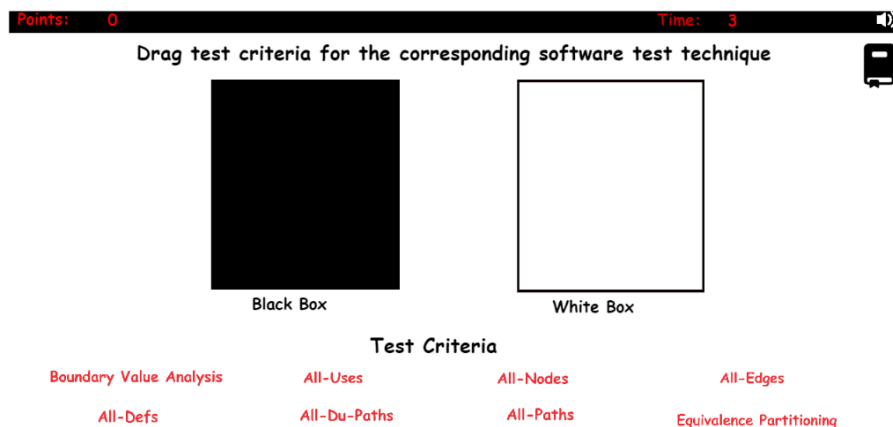 Points: 0 Time: 3
Drag test criteria for the corresponding software test technique
Black Box White Box
Test Criteria
Boundary Value Analysis All-Uses All-Nodes All-Edges
All-Defs All-Du-Paths All-Paths Equivalence Partitioning